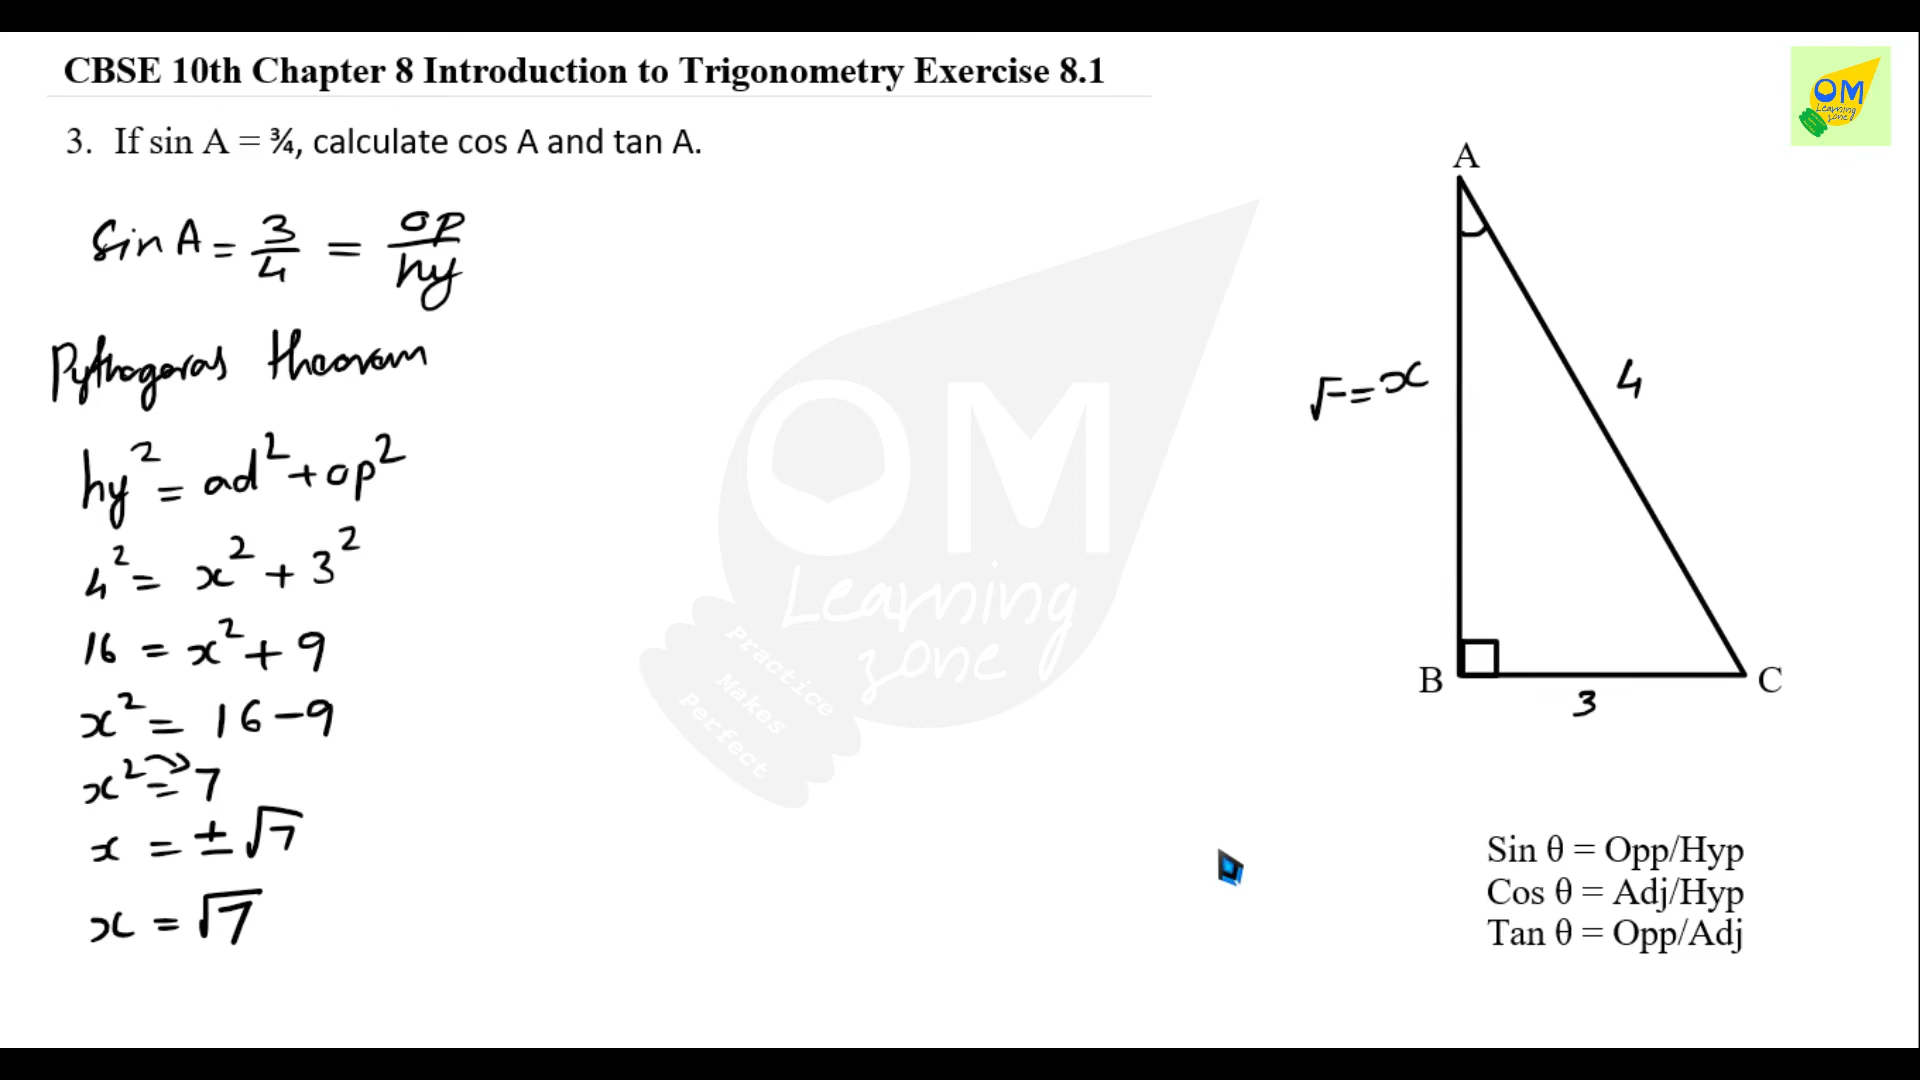 CBSE 10th Chapter 8 Introduction to Trigonometry Exercise 8.1
OM
Learning
zone
3. If sin A = ¾, calculate cos A and tan A.
Sin A = 3/4 = op/hy
Pythagoras theorem
hy² = ad² + op²
4² = x² + 3²
16 = x² + 9
x² = 16 - 9
x² = 7
x = ± √7
x = √7
OM
Learning
zone
Practice
Makes
Perfect
A
√ = x
4
B
C
3
Sin θ = Opp/Hyp
Cos θ = Adj/Hyp
Tan θ = Opp/Adj